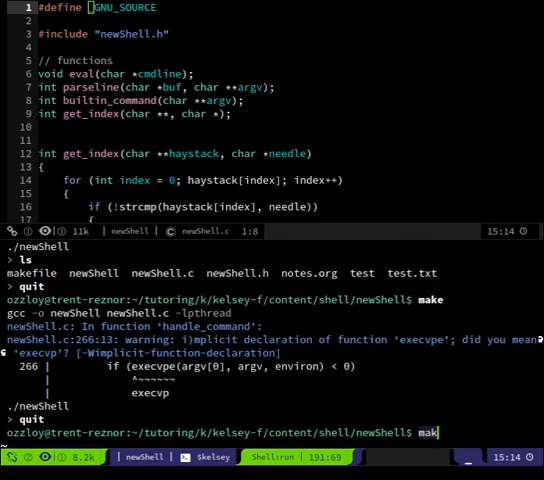 1 #define GNU_SOURCE
2
3 #include "newShell.h"
4
5 // functions
6 void eval(char *cmdline);
7 int parseline(char *buf, char **argv);
8 int builtin_command(char **argv);
9 int get_index(char **, char *);
10
11
12 int get_index(char **haystack, char *needle)
13 {
14 for (int index = 0; haystack[index]; index++)
15 {
16 if (!strcmp(haystack[index], needle))
17 {
11k | newShell | newShell.c | 1:8 15:14
./newShell
> ls
makefile newShell newShell.c newShell.h notes.org test test.txt
> quit
ozzloy@trent-reznor:~/tutoring/k/kelsey-f/content/shell/newShell$ make
gcc -o newShell newShell.c -lpthread
newShell.c: In function ‘handle_command’:
newShell.c:266:13: warning: i)mplicit declaration of function ‘execvpe’; did you mean
‘execvp’? [-Wimplicit-function-declaration]
266 | if (execvpe(argv[0], argv, environ) < 0)
| ^~~~~~~
| execvp
./newShell
> quit
ozzloy@trent-reznor:~/tutoring/k/kelsey-f/content/shell/newShell$ mak
8.2k | newShell | $kelsey Shell:run | 191:69 15:14